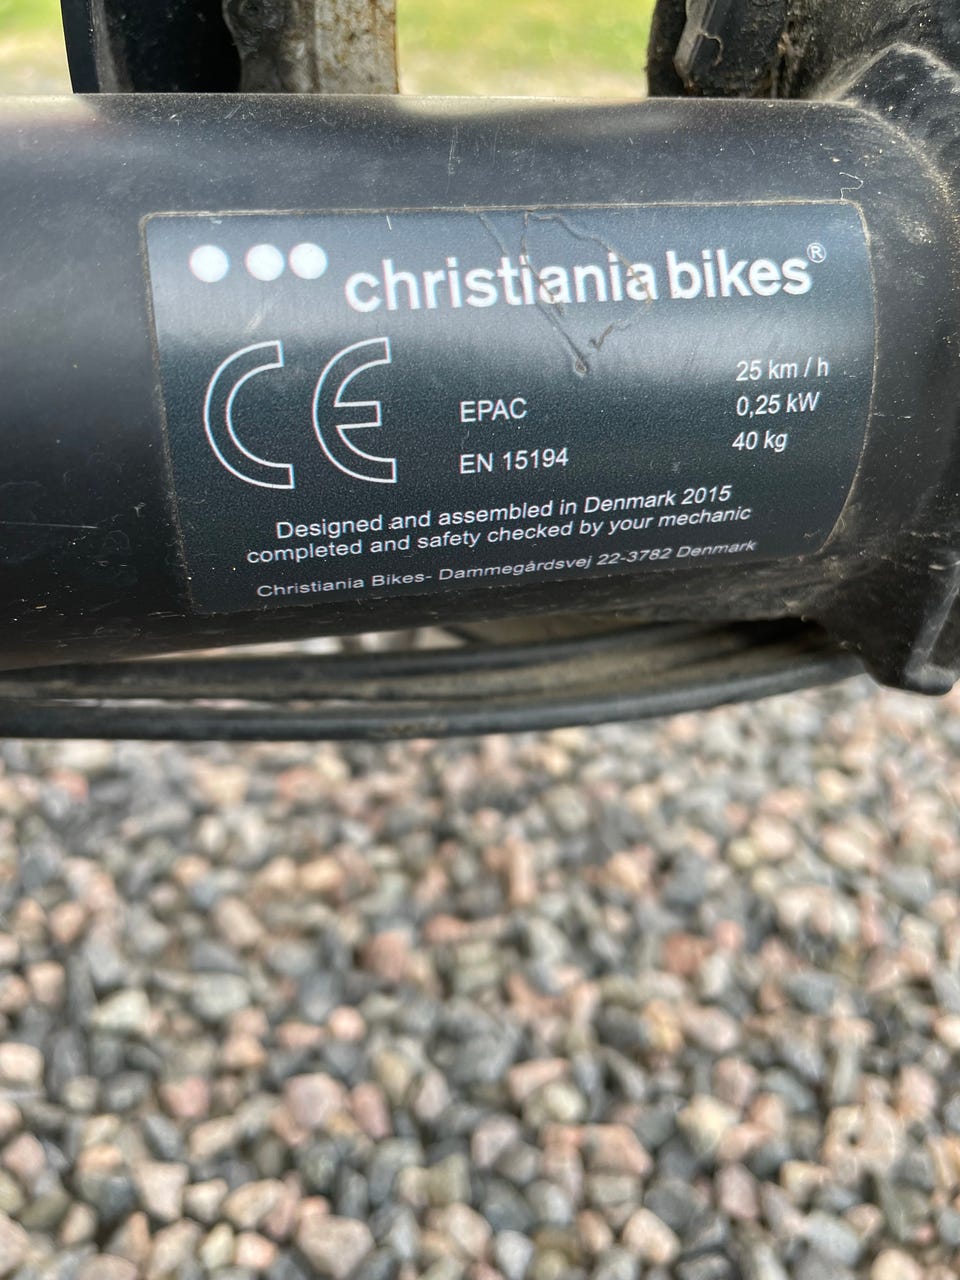 christiania bikes®
CE
25 km / h
EPAC
0,25 kW
40 kg
EN 15194
Designed and assembled in Denmark 2015
completed and safety checked by your mechanic
Christiania Bikes- Dammegårdsvej 22-3782 Denmark